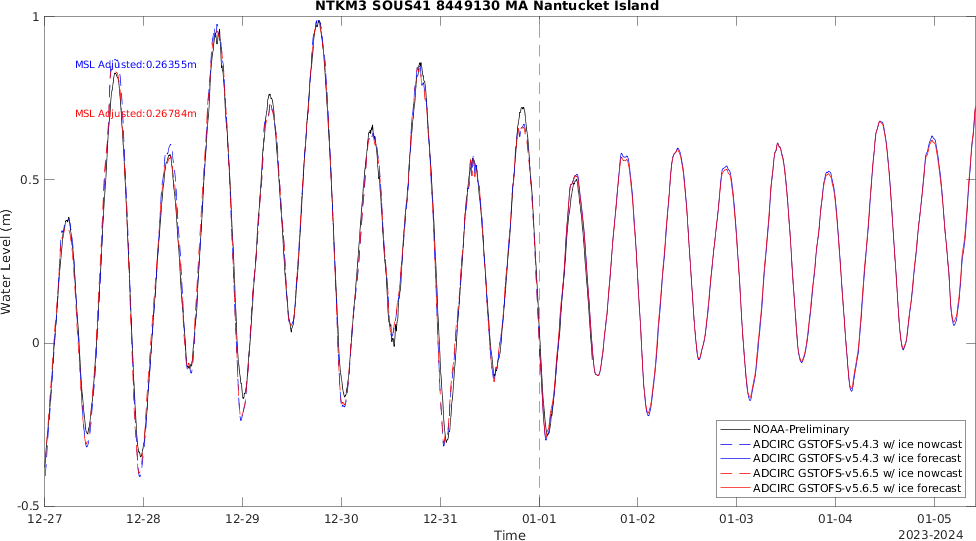 NTKM3 SOUS41 8449130 MA Nantucket Island
1
MSL Adjusted:0.26355m
MSL Adjusted:0.26784m
0.5
Water Level (m)
0
NOAA-Preliminary
ADCIRC GSTOFS-v5.4.3 w/ ice nowcast
ADCIRC GSTOFS-v5.4.3 w/ ice forecast
ADCIRC GSTOFS-v5.6.5 w/ ice nowcast
ADCIRC GSTOFS-v5.6.5 w/ ice forecast
-0.5
12-27 12-28 12-29 12-30 12-31 01-01 01-02 01-03 01-04 01-05
Time
2023-2024